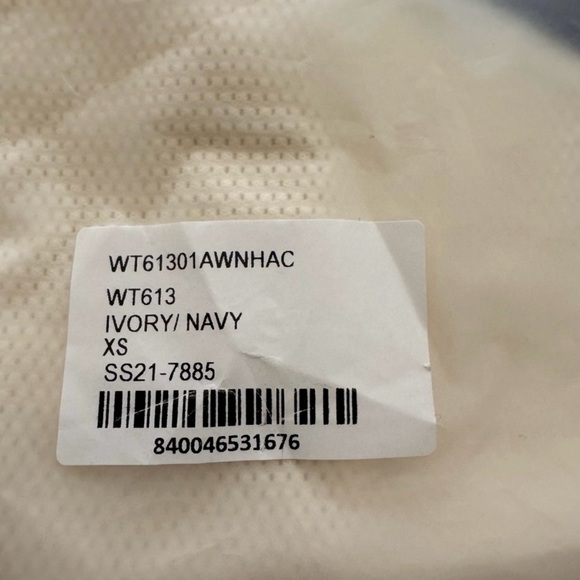 WT61301AWNHAC
WT613
IVORY/ NAVY
XS
SS21-7885
840046531676